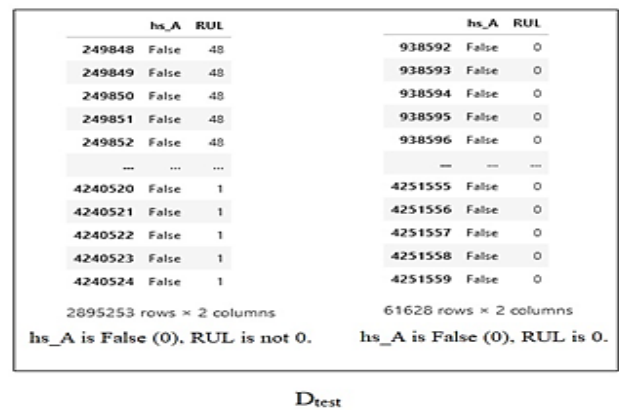 hs_A RUL
249848 False 48
249849 False 48
249850 False 48
249851 False 48
249852 False 48
... ... ...
4240520 False 1
4240521 False 1
4240522 False 1
4240523 False 1
4240524 False 1
2895253 rows × 2 columns
hs_A is False (0), RUL is not 0.
hs_A RUL
938592 False 0
938593 False 0
938594 False 0
938595 False 0
938596 False 0
... ... ...
4251555 False 0
4251556 False 0
4251557 False 0
4251558 False 0
4251559 False 0
61628 rows × 2 columns
hs_A is False (0), RUL is 0.
Dtest